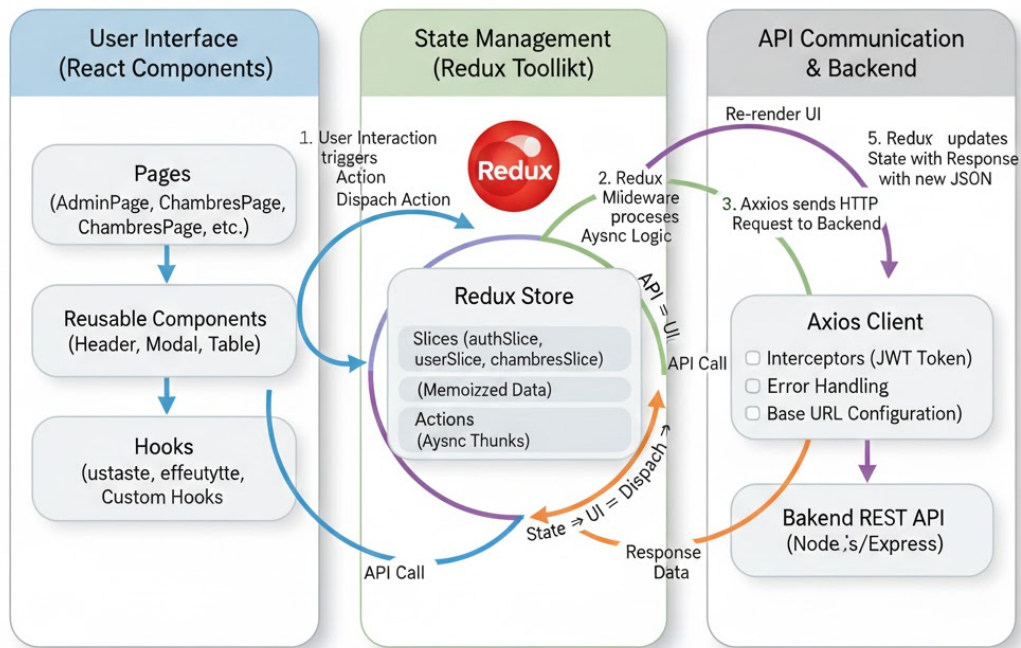 User Interface
(React Components)
Pages
(AdminPage, ChambresPage,
ChambresPage, etc.)
Reusable Components
(Header, Modal, Table)
Hooks
(ustaste, effeutytte,
Custom Hooks
State Management
(Redux Toollikt)
1. User Interaction
triggers
Action
Dispach Action
Redux
2. Redux
Mlideware
proceses
Aysnc Logic
Redux Store
Slices (authSlice,
userSlice, chambresSlice)
(Memoizzed Data)
Actions
(Aysnc Thunks)
API = UI
API Call
State → UI = Dispach →
API Call
Response
Data
API Communication
& Backend
Re-render UI
5. Redux updates
State with Response
with new JSON
3. Axxios sends HTTP
Request to Backend
Axios Client
Interceptors (JWT Token)
Error Handling
Base URL Configuration)
Bakend REST API
(Node.'s/Express)